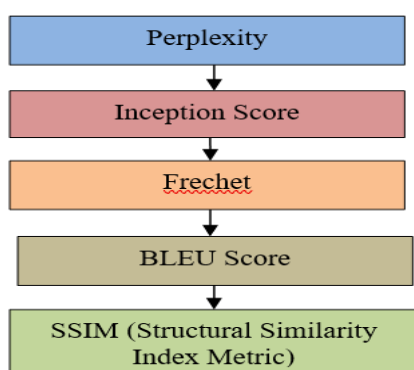 Perplexity
Inception Score
Frechet
BLEU Score
SSIM (Structural Similarity
Index Metric)